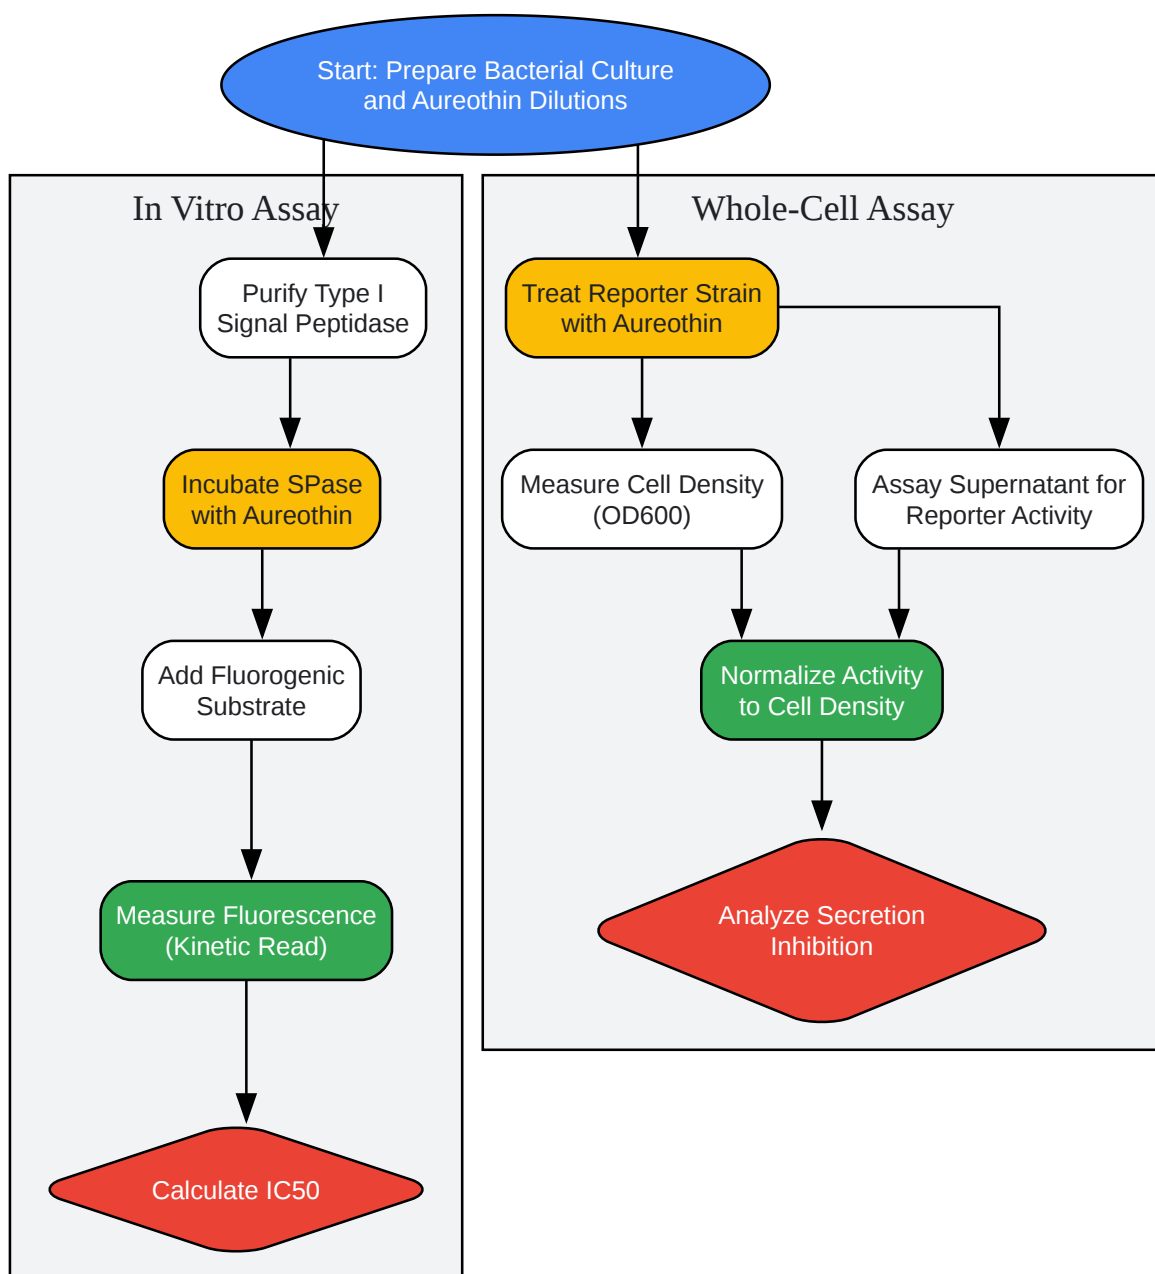 Start: Prepare Bacterial Culture
and Aureothin Dilutions
In Vitro Assay
Purify Type I
Signal Peptidase
Incubate SPase
with Aureothin
Add Fluorogenic
Substrate
Measure Fluorescence
(Kinetic Read)
Calculate IC50
Whole-Cell Assay
Treat Reporter Strain
with Aureothin
Measure Cell Density
(OD600)
Assay Supernatant for
Reporter Activity
Normalize Activity
to Cell Density
Analyze Secretion
Inhibition